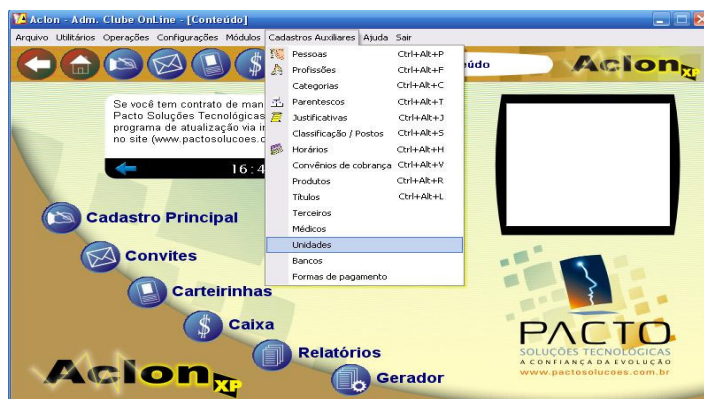 Aclon - Adm. Clube OnLine - [Conteúdo]
Arquivo Utilitários Operações Configurações Módulos Cadastros Auxiliares Ajuda Sair
Pessoas Ctrl+Alt+P
Profissões Ctrl+Alt+F
Categorias Ctrl+Alt+C
Parentescos Ctrl+Alt+T
Justificativas Ctrl+Alt+J
Classificação / Postos Ctrl+Alt+S
Horários Ctrl+Alt+H
Convênios de cobrança Ctrl+Alt+V
Produtos Ctrl+Alt+R
Títulos Ctrl+Alt+L
Terceiros
Médicos
Unidades
Bancos
Formas de pagamento
údo
Aclon XP
Se você tem contrato de man
Pacto Soluções Tecnológicas
programa de atualização via i
no site (www.pactosolucoes.c
16:4
Cadastro Principal
Convites
Carteirinhas
Caixa
Relatórios
Gerador
Aclon XP
PACTO
SOLUÇÕES TECNOLÓGICAS
A CONFIANÇA DA EVOLUÇÃO
www.pactosolucoes.com.br